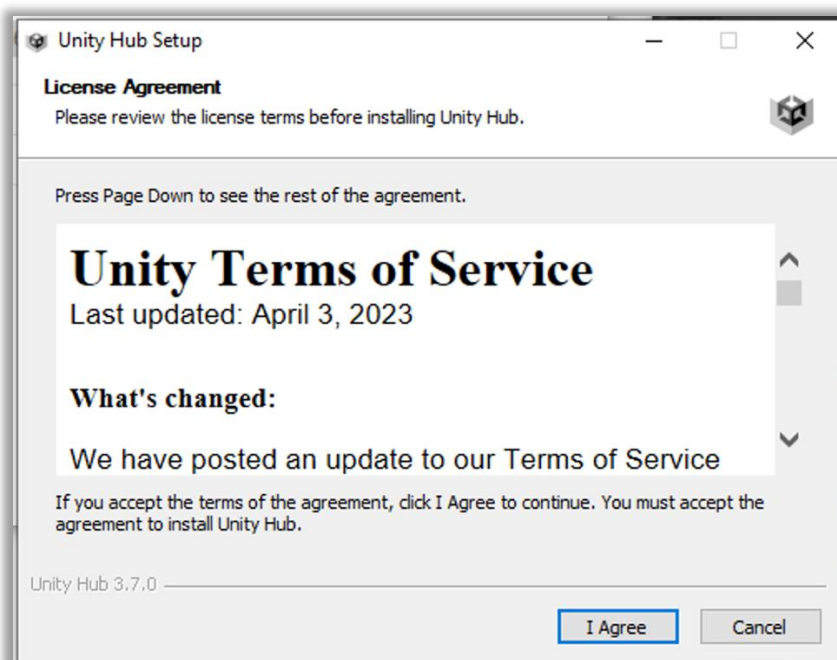 Unity Hub Setup
License Agreement
Please review the license terms before installing Unity Hub.
Press Page Down to see the rest of the agreement.
Unity Terms of Service
Last updated: April 3, 2023
What's changed:
We have posted an update to our Terms of Service
If you accept the terms of the agreement, click I Agree to continue. You must accept the
agreement to install Unity Hub.
Unity Hub 3.7.0
I Agree
Cancel